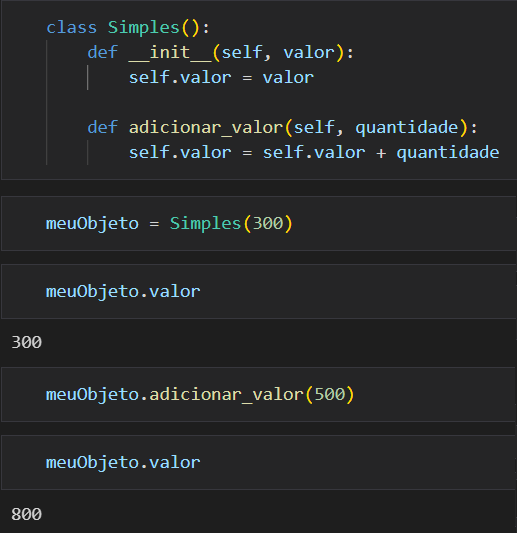 class Simples():
    def __init__(self, valor):
        self.valor = valor
    def adicionar_valor(self, quantidade):
        self.valor = self.valor + quantidade
meuObjeto = Simples(300)
meuObjeto.valor
300
meuObjeto.adicionar_valor(500)
meuObjeto.valor
800